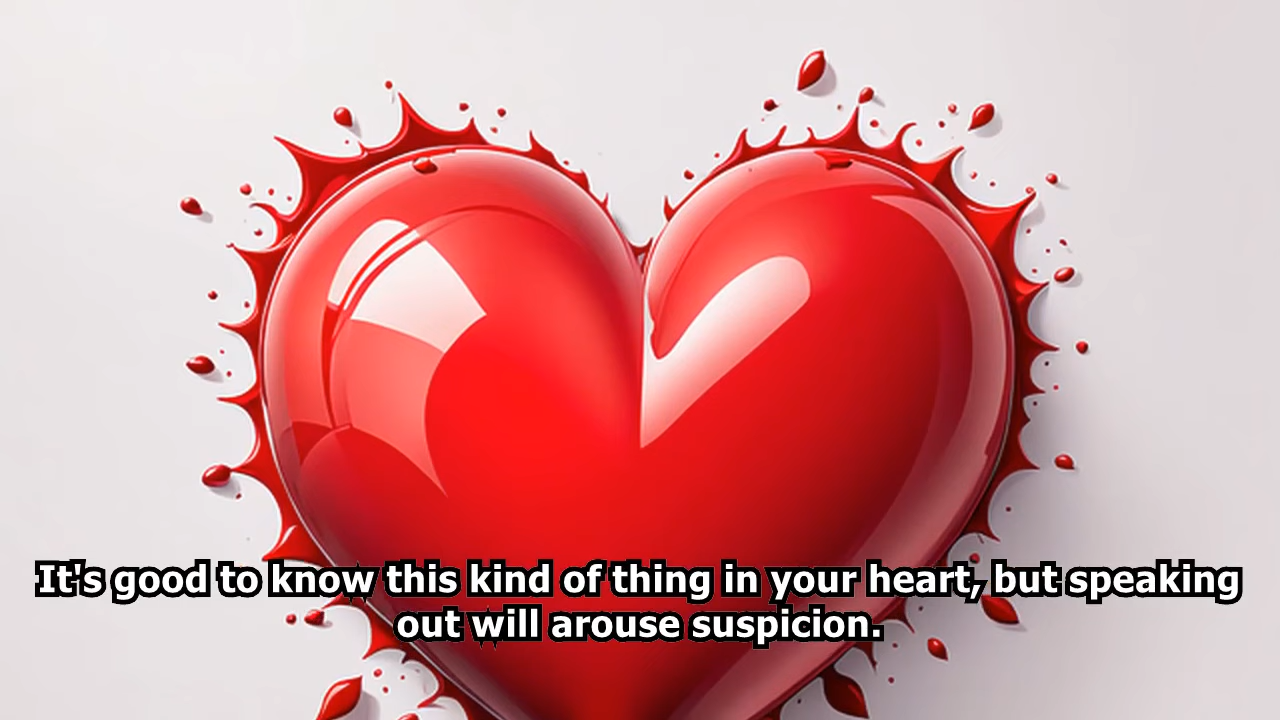 It's good to know this kind of thing in your heart, but speaking
out will arouse suspicion.